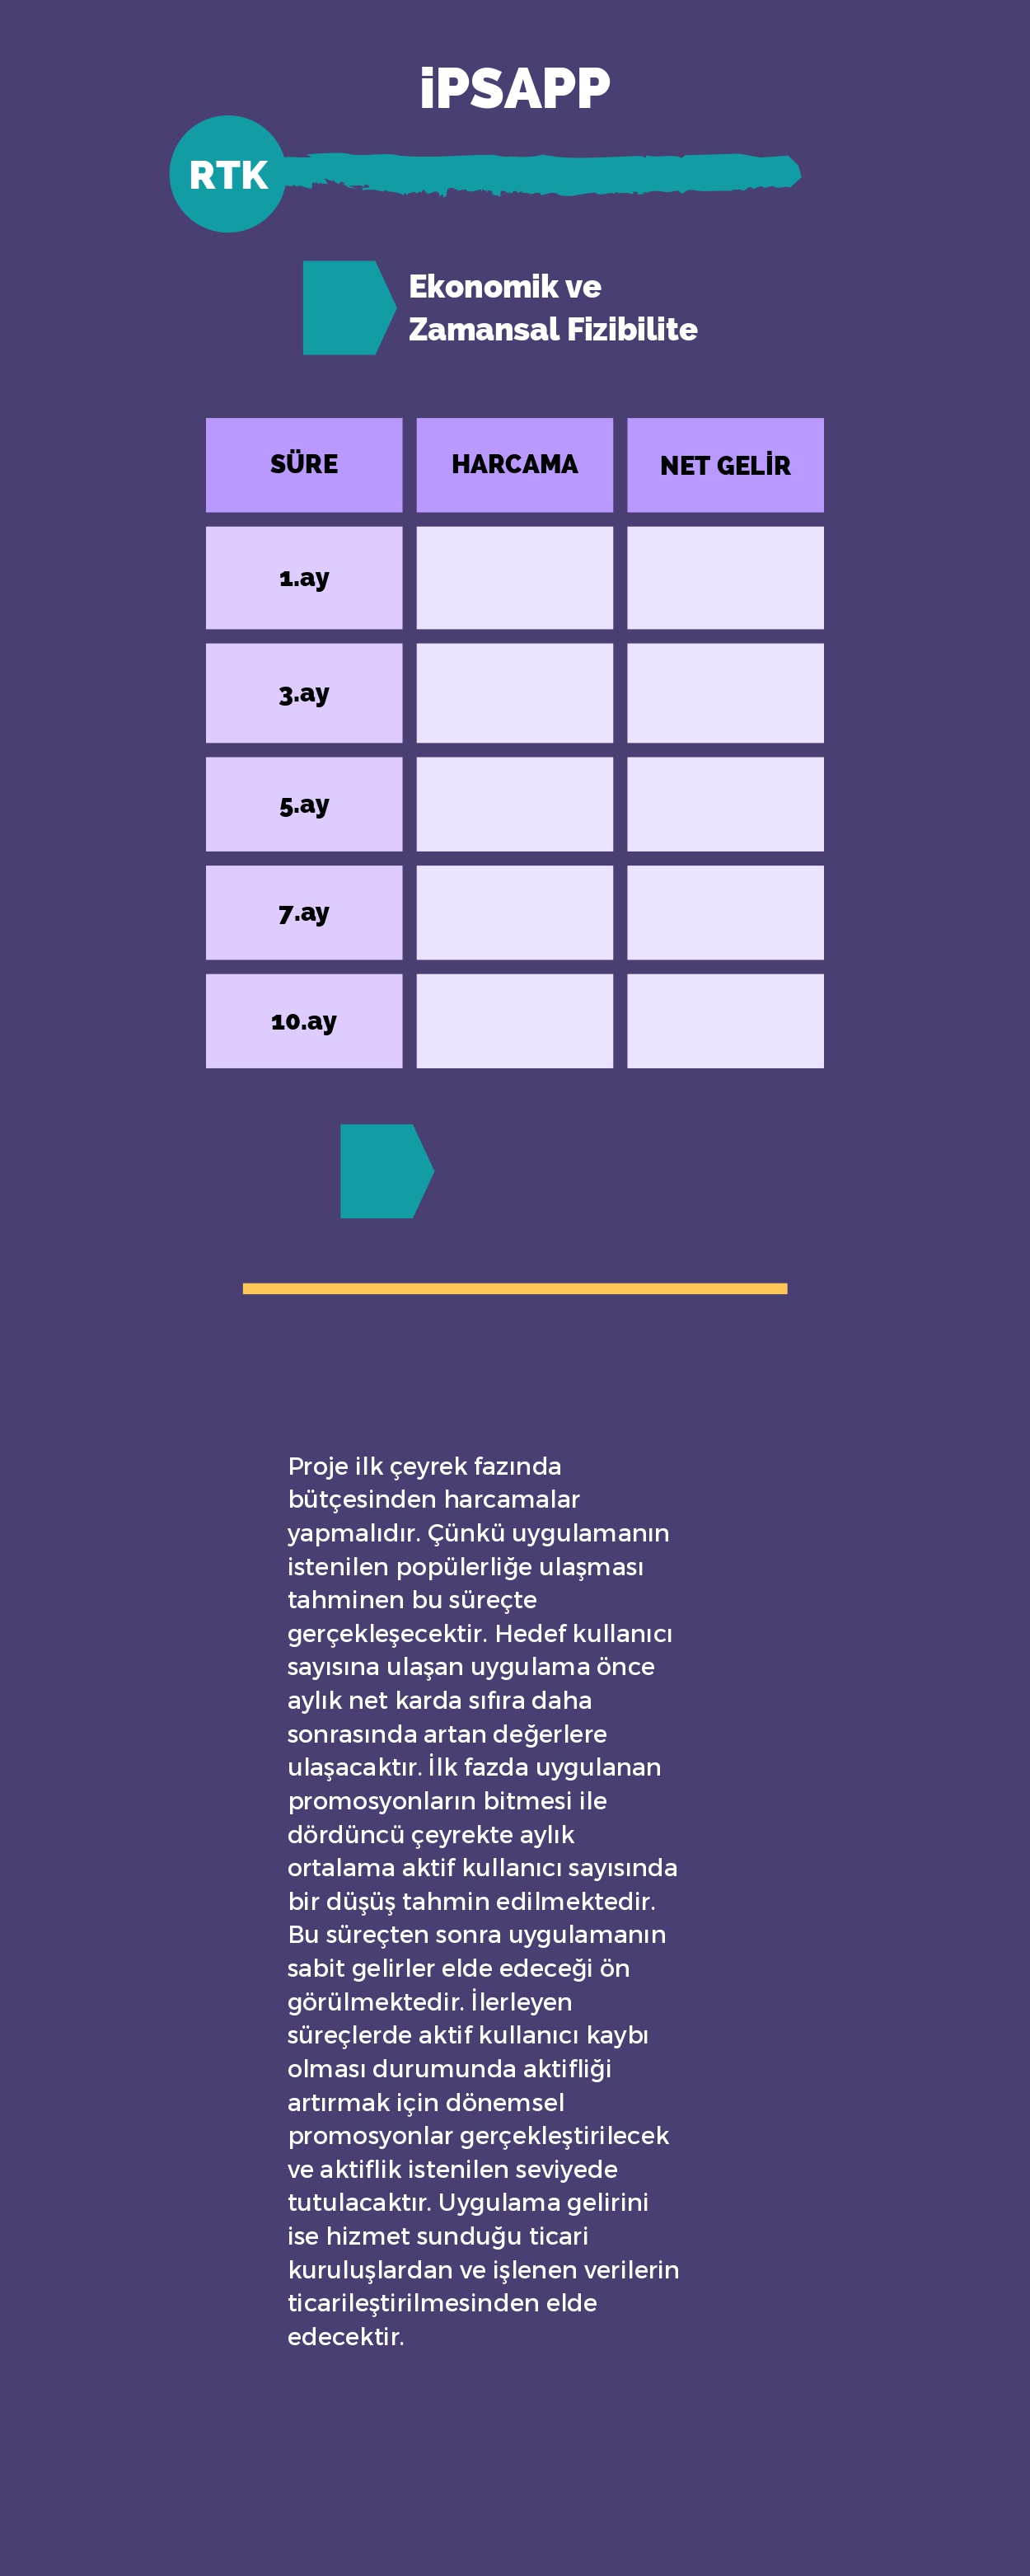 iPSAPP
RTK
Ekonomik ve
Zamansal Fizibilite
SÜRE HARCAMA NET GELİR
1.ay
3.ay
5.ay
7.ay
10.ay
Proje ilk çeyrek fazında
bütçesinden harcamalar
yapmalıdır. Çünkü uygulamanın
istenilen popülerliğe ulaşması
tahminen bu süreçte
gerçekleşecektir. Hedef kullanıcı
sayısına ulaşan uygulama önce
aylık net karda sıfıra daha
sonrasında artan değerlere
ulaşacaktır. İlk fazda uygulanan
promosyonların bitmesi ile
dördüncü çeyrekte aylık
ortalama aktif kullanıcı sayısında
bir düşüş tahmin edilmektedir.
Bu süreçten sonra uygulamanın
sabit gelirler elde edeceği ön
görülmektedir. İlerleyen
süreçlerde aktif kullanıcı kaybı
olması durumunda aktifliği
artırmak için dönemsel
promosyonlar gerçekleştirilecek
ve aktiflik istenilen seviyede
tutulacaktır. Uygulama gelirini
ise hizmet sunduğu ticari
kuruluşlardan ve işlenen verilerin
ticarileştirilmesinden elde
edecektir.